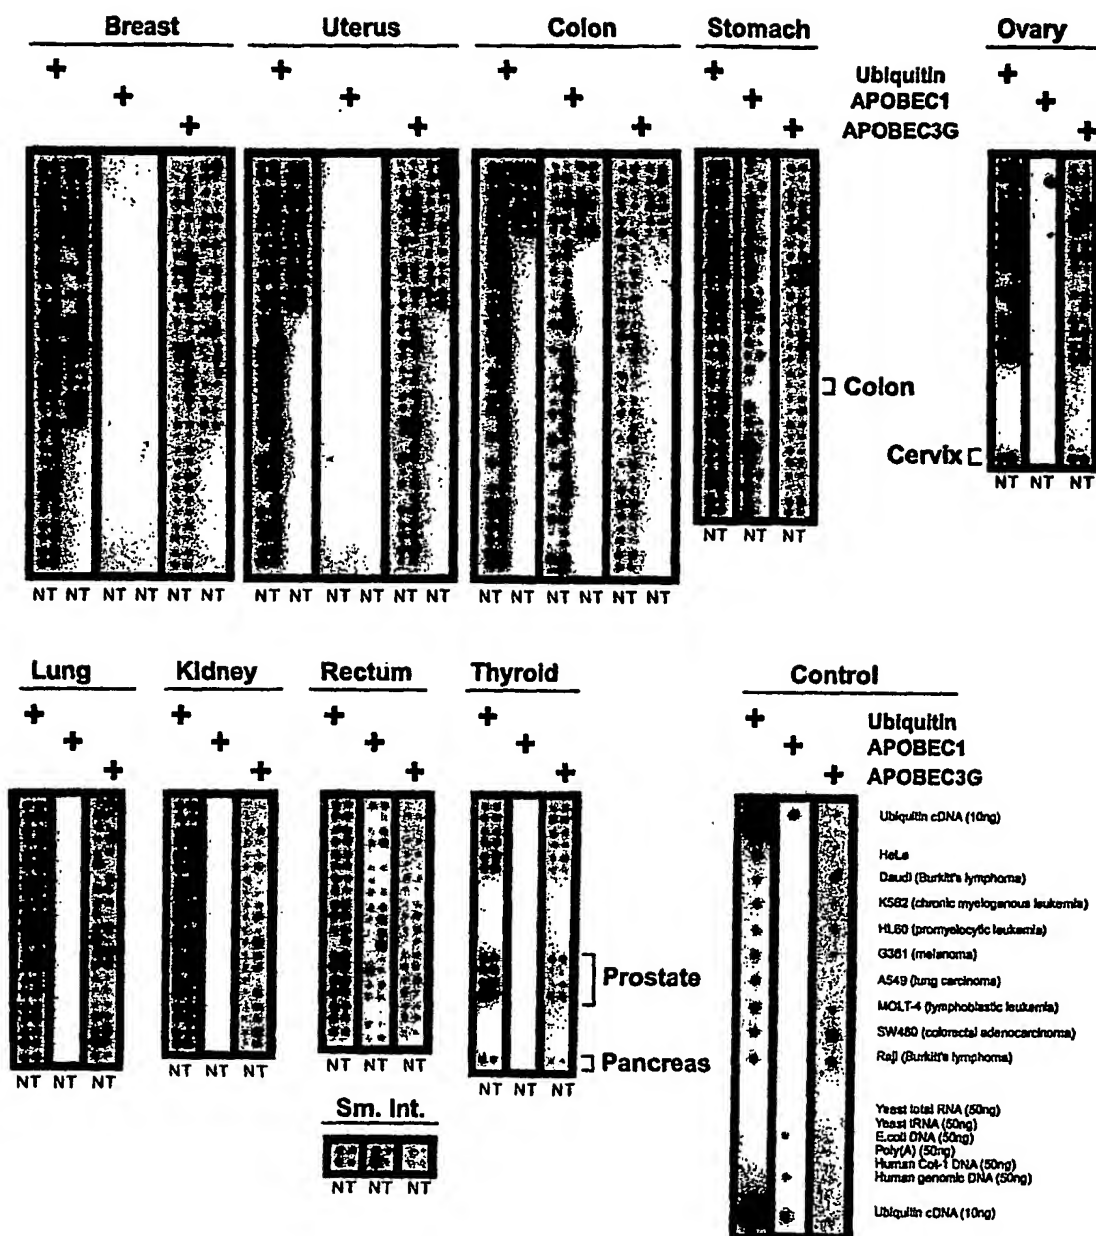 Breast Uterus Colon Stomach Ovary
+ + + + Ubiquitin +
+ + + + APOBEC1 +
+ + + + APOBEC3G +
Colon
Cervix
NT
NT NT NT NT
NT NT NT
NT NT NT NT NT NT NT NT NT NT NT NT NT NT NT NT NT NT
Lung Kidney Rectum Thyroid Control
+ + + + + Ubiquitin
+ + + + + APOBEC1
+ + + + + APOBEC3G
Ubiquitin cDNA (10ng)
HeLa
Daudi (Burkitt's lymphoma)
K562 (chronic myelogenous leukemia)
HL60 (promyelocytic leukemia)
G361 (melanoma)
Prostate
A549 (lung carcinoma)
MOLT-4 (lymphoblastic leukemia)
SW480 (colorectal adenocarcinoma)
Raji (Burkitt's lymphoma)
Pancreas
NT NT NT NT NT NT NT NT NT NT NT NT
Sm. Int.
Yeast total RNA (50ng)
Yeast tRNA (50ng)
E.coli DNA (50ng)
Poly(A) (50ng)
Human Cot-1 DNA (50ng)
Human genomic DNA (50ng)
NT NT NT
Ubiquitin cDNA (10ng)